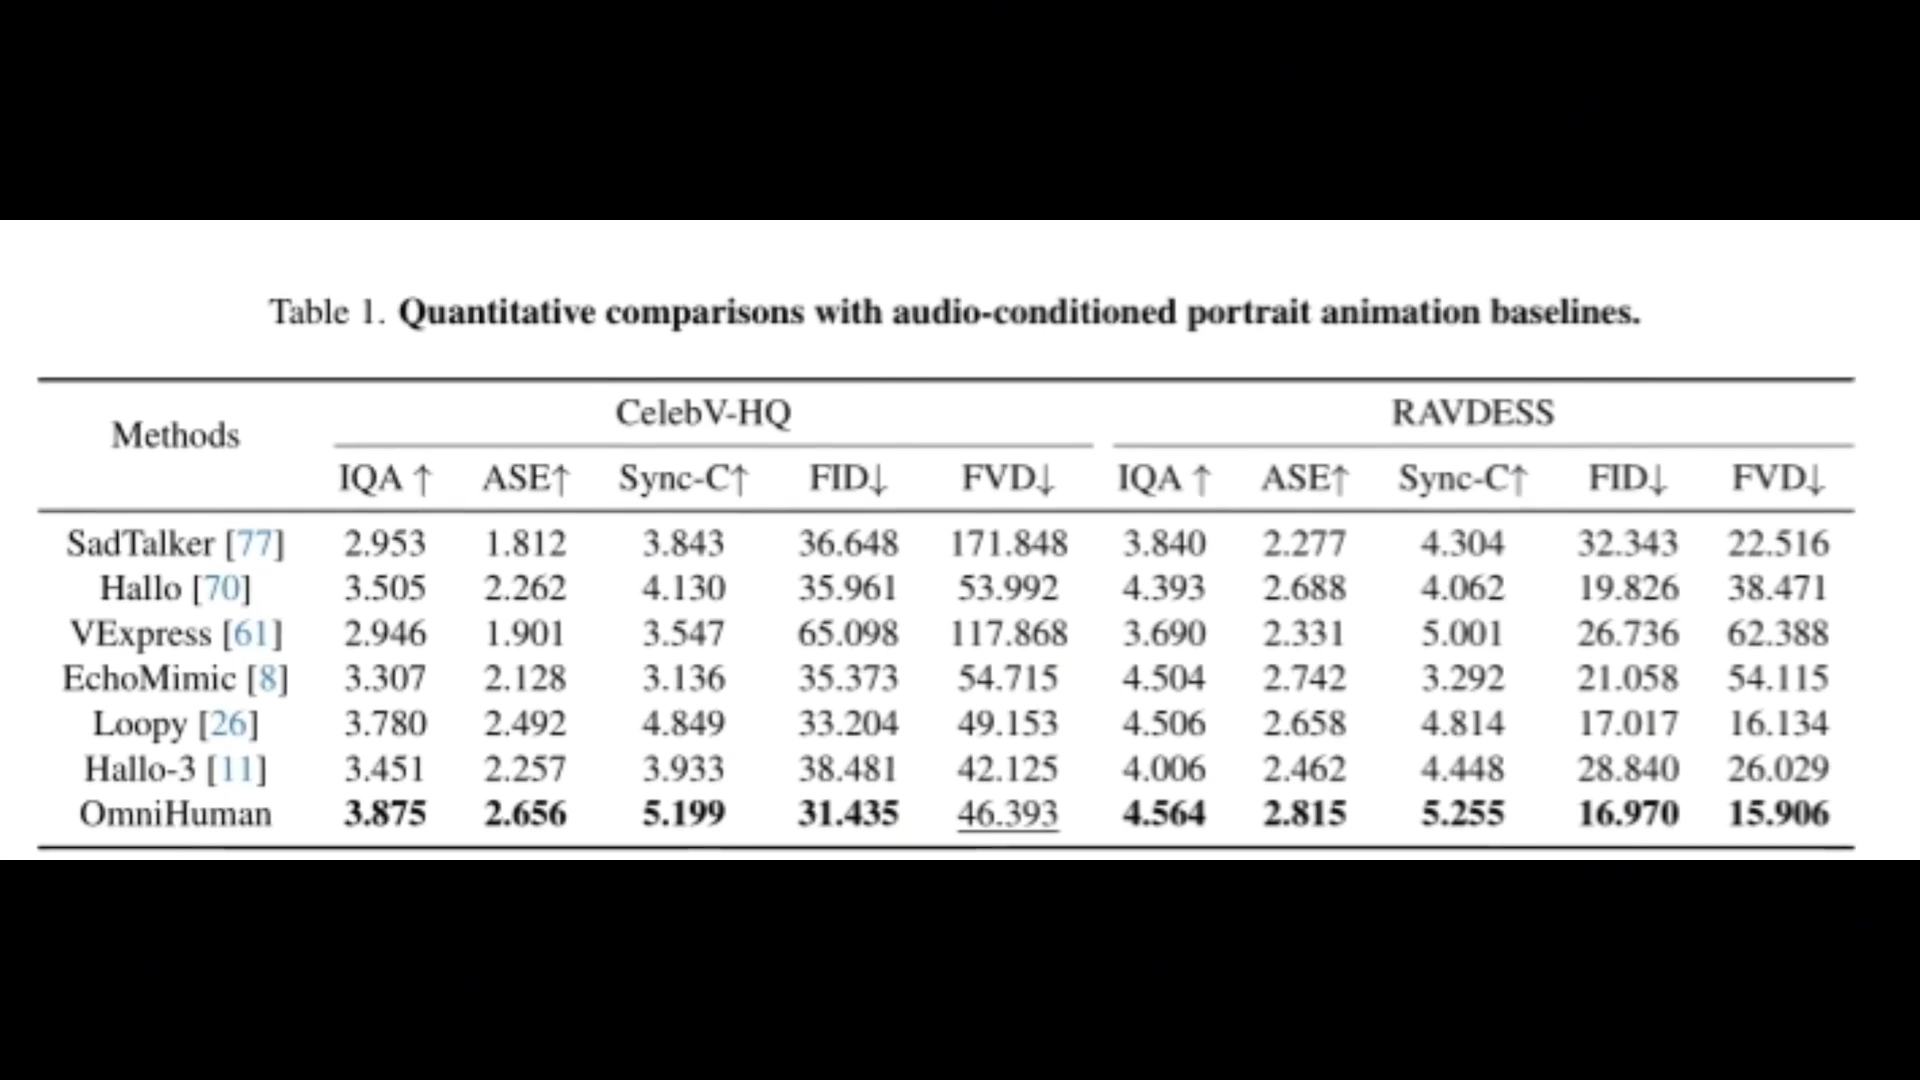 Table 1. Quantitative comparisons with audio-conditioned portrait animation baselines.
Methods CelebV-HQ RAVDESS
IQA ↑ ASE↑ Sync-C↑ FID↓ FVD↓ IQA ↑ ASE↑ Sync-C↑ FID↓ FVD↓
SadTalker [77] 2.953 1.812 3.843 36.648 171.848 3.840 2.277 4.304 32.343 22.516
Hallo [70] 3.505 2.262 4.130 35.961 53.992 4.393 2.688 4.062 19.826 38.471
VExpress [61] 2.946 1.901 3.547 65.098 117.868 3.690 2.331 5.001 26.736 62.388
EchoMimic [8] 3.307 2.128 3.136 35.373 54.715 4.504 2.742 3.292 21.058 54.115
Loopy [26] 3.780 2.492 4.849 33.204 49.153 4.506 2.658 4.814 17.017 16.134
Hallo-3 [11] 3.451 2.257 3.933 38.481 42.125 4.006 2.462 4.448 28.840 26.029
OmniHuman 3.875 2.656 5.199 31.435 46.393 4.564 2.815 5.255 16.970 15.906